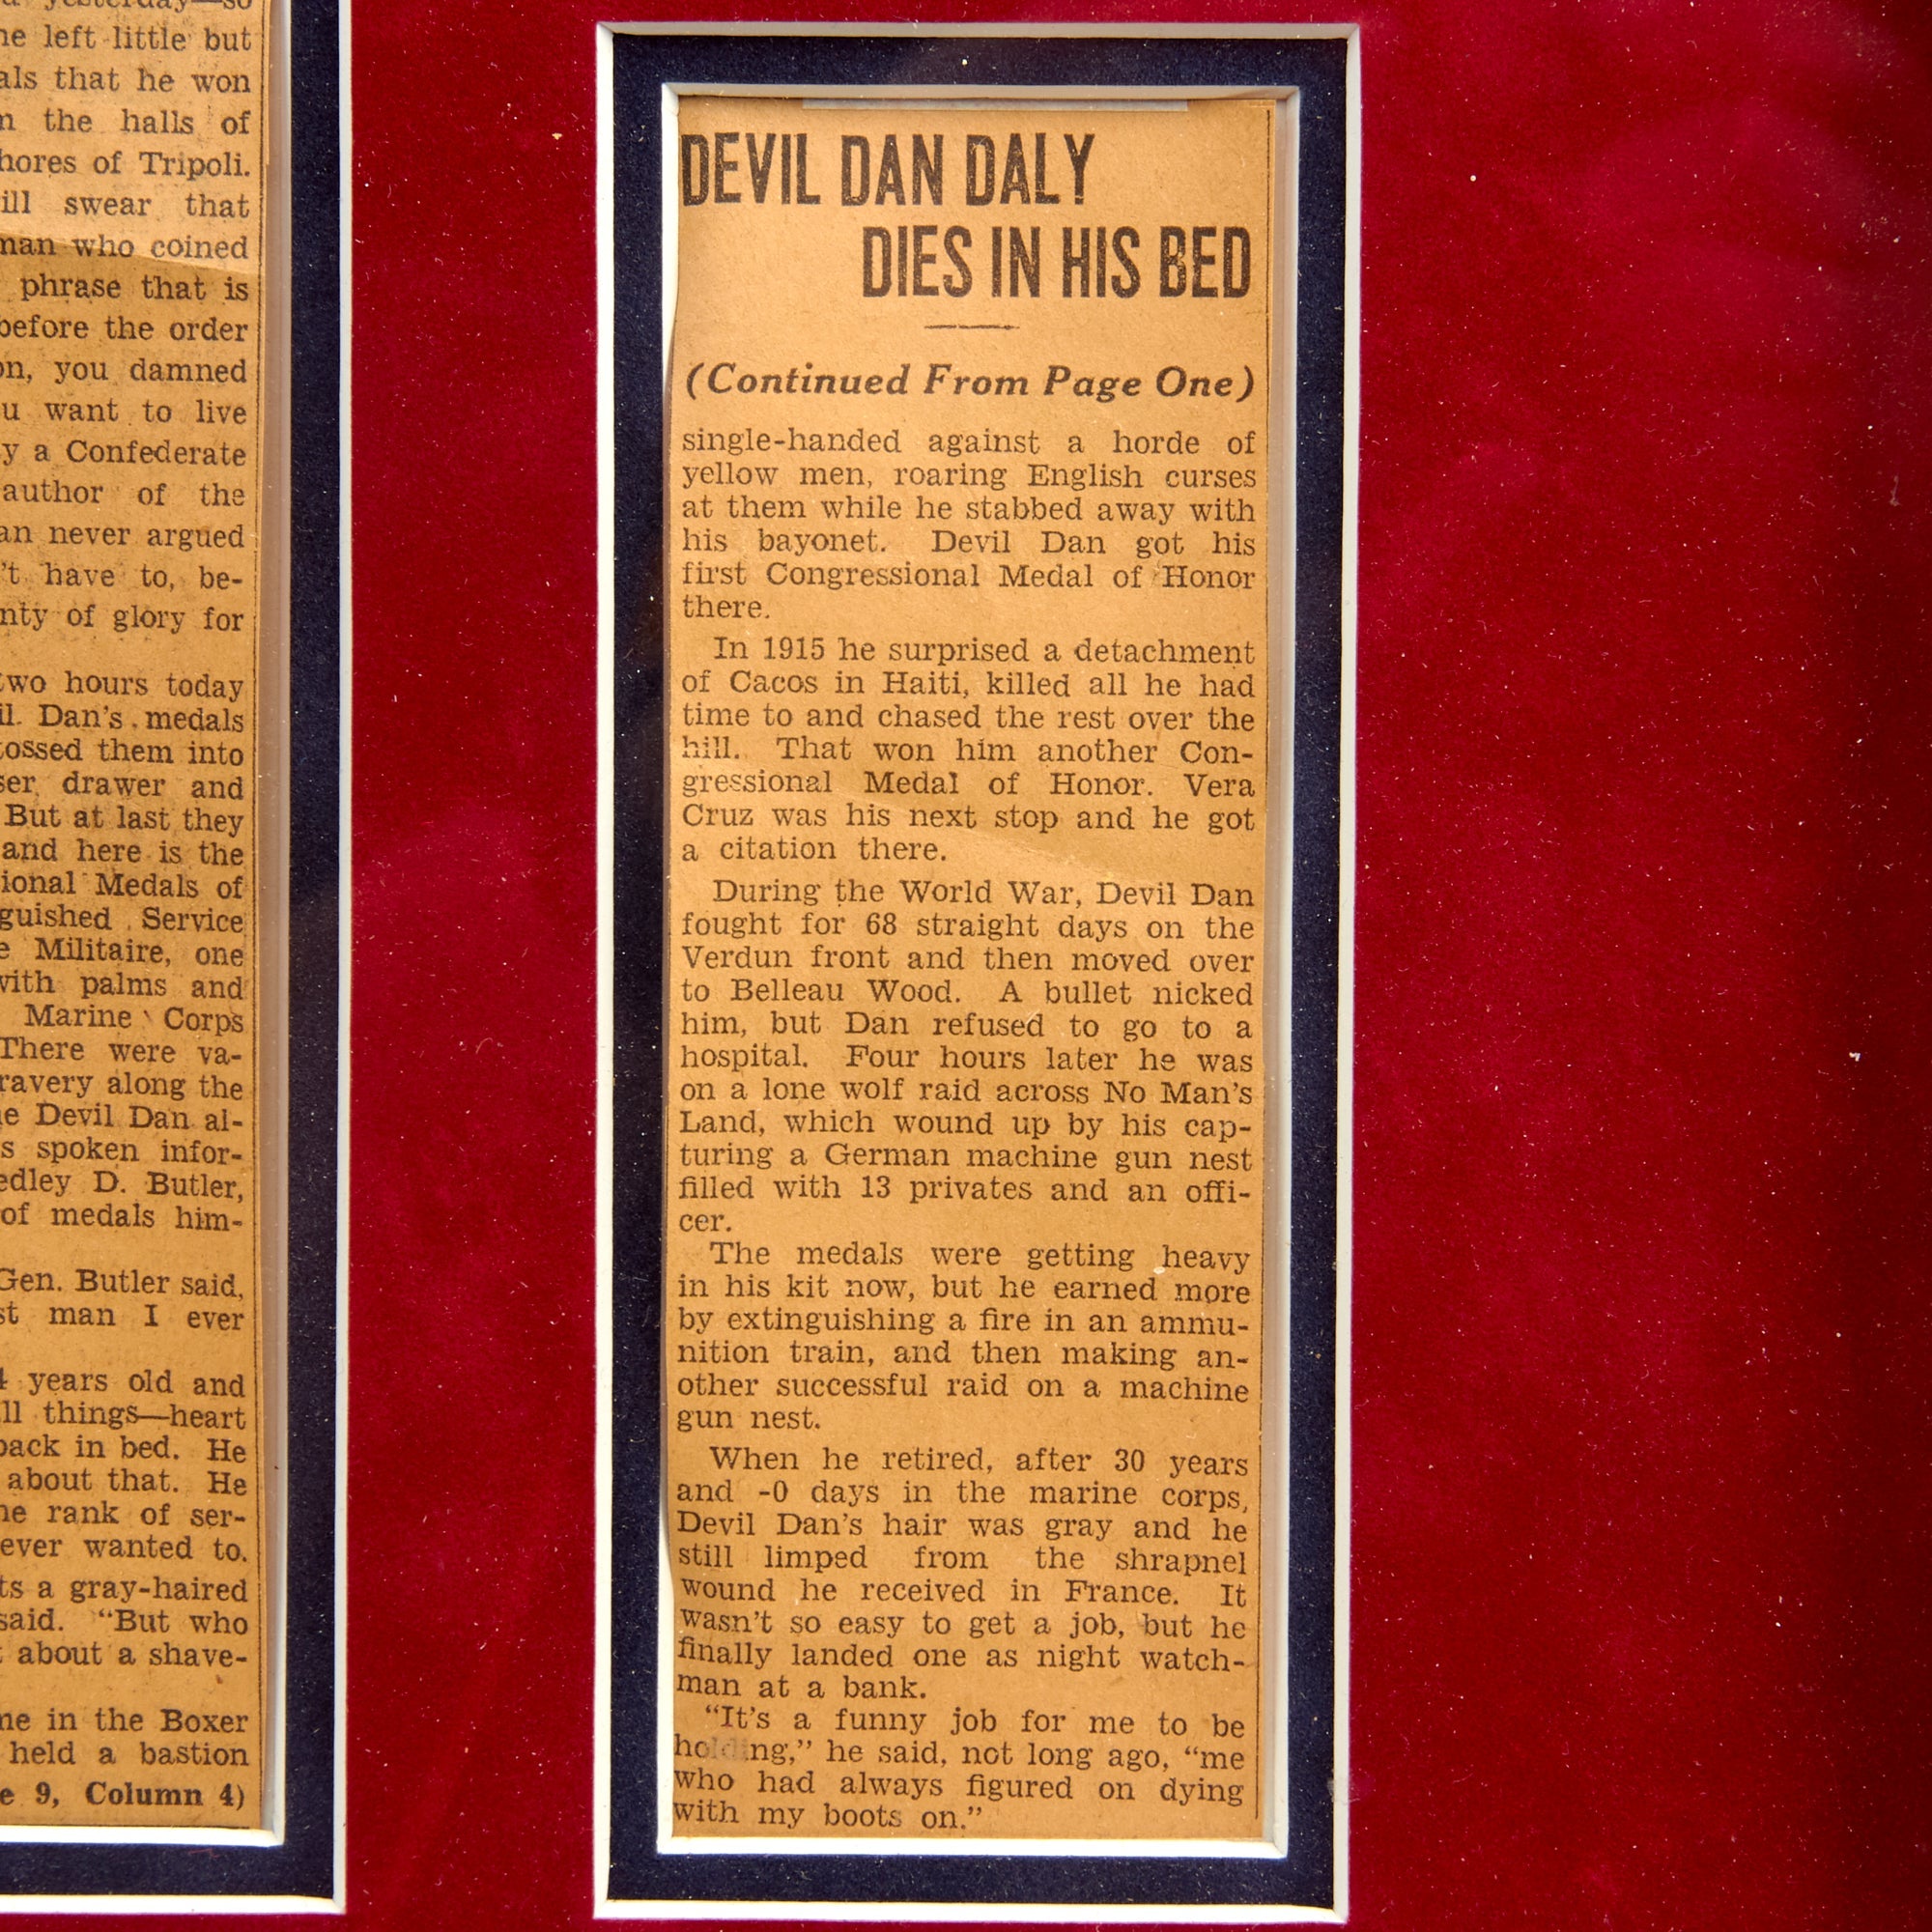 yesterday—so
he left little but
als that he won
the halls of
hores of Tripoli.
ill swear that
man who coined
phrase that is
before the order
on, you damned
u want to live
y a Confederate
author of the
an never argued
't have to, be-
nty of glory for
two hours today
il Dan's medals
tossed them into
ser drawer and
But at last they
and here is the
ional Medals of
guished Service
e Militaire, one
with palms and
Marine Corps
There were va-
ravery along the
e Devil Dan al-
s spoken infor-
edley D. Butler,
of medals him-
Gen. Butler said,
st man I ever
4 years old and
ll things—heart
back in bed. He
about that. He
he rank of ser-
ever wanted to.
ts a gray-haired
said. "But who
about a shave-
me in the Boxer
held a bastion
e 9, Column 4)
DEVIL DAN DALY
DIES IN HIS BED
(Continued From Page One)
single-handed against a horde of
yellow men, roaring English curses
at them while he stabbed away with
his bayonet. Devil Dan got his
first Congressional Medal of Honor
there.
In 1915 he surprised a detachment
of Cacos in Haiti, killed all he had
time to and chased the rest over the
hill. That won him another Con-
gressional Medal of Honor. Vera
Cruz was his next stop and he got
a citation there.
During the World War, Devil Dan
fought for 68 straight days on the
Verdun front and then moved over
to Belleau Wood. A bullet nicked
him, but Dan refused to go to a
hospital. Four hours later he was
on a lone wolf raid across No Man's
Land, which wound up by his cap-
turing a German machine gun nest
filled with 13 privates and an offi-
cer.
The medals were getting heavy
in his kit now, but he earned more
by extinguishing a fire in an ammu-
nition train, and then making an-
other successful raid on a machine
gun nest.
When he retired, after 30 years
and -0 days in the marine corps,
Devil Dan's hair was gray and he
still limped from the shrapnel
wound he received in France. It
wasn't so easy to get a job, but he
finally landed one as night watch-
man at a bank.
"It's a funny job for me to be
holding," he said, not long ago, "me
who had always figured on dying
with my boots on."